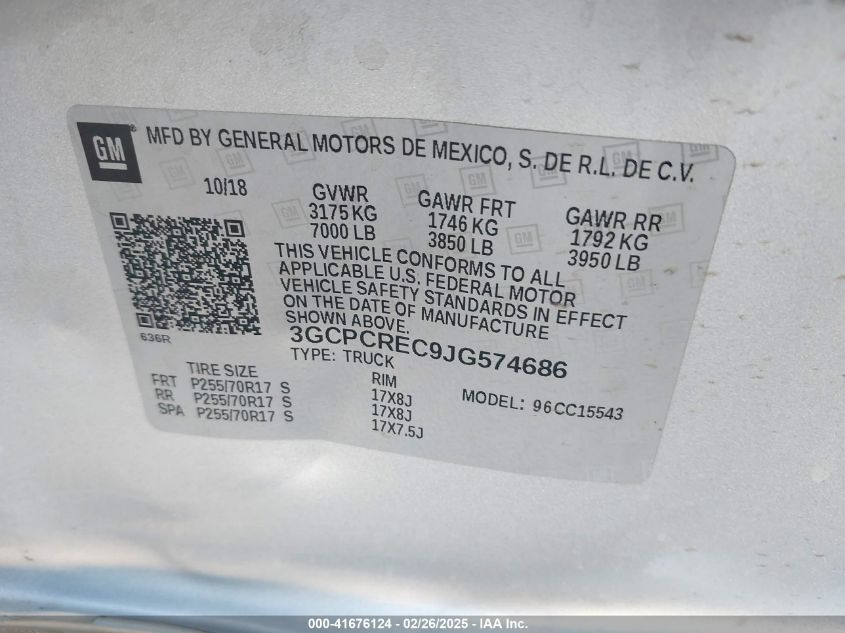 GM
MFD BY GENERAL MOTORS DE MEXICO, S. DE R.L. DE C.V.
10/18
GVWR
3175 KG
7000 LB
GAWR FRT
1746 KG
3850 LB
GAWR RR
1792 KG
3950 LB
THIS VEHICLE CONFORMS TO ALL
APPLICABLE U.S. FEDERAL MOTOR
VEHICLE SAFETY STANDARDS IN EFFECT
ON THE DATE OF MANUFACTURE
SHOWN ABOVE.
3GCPCREC9JG574686
TYPE: TRUCK
636R
TIRE SIZE
FRT P255/70R17 S
RR P255/70R17 S
SPA P255/70R17 S
RIM
17X8J
17X8J
17X7.5J
MODEL: 96CC15543
000-41676124 - 02/26/2025 - IAA Inc.